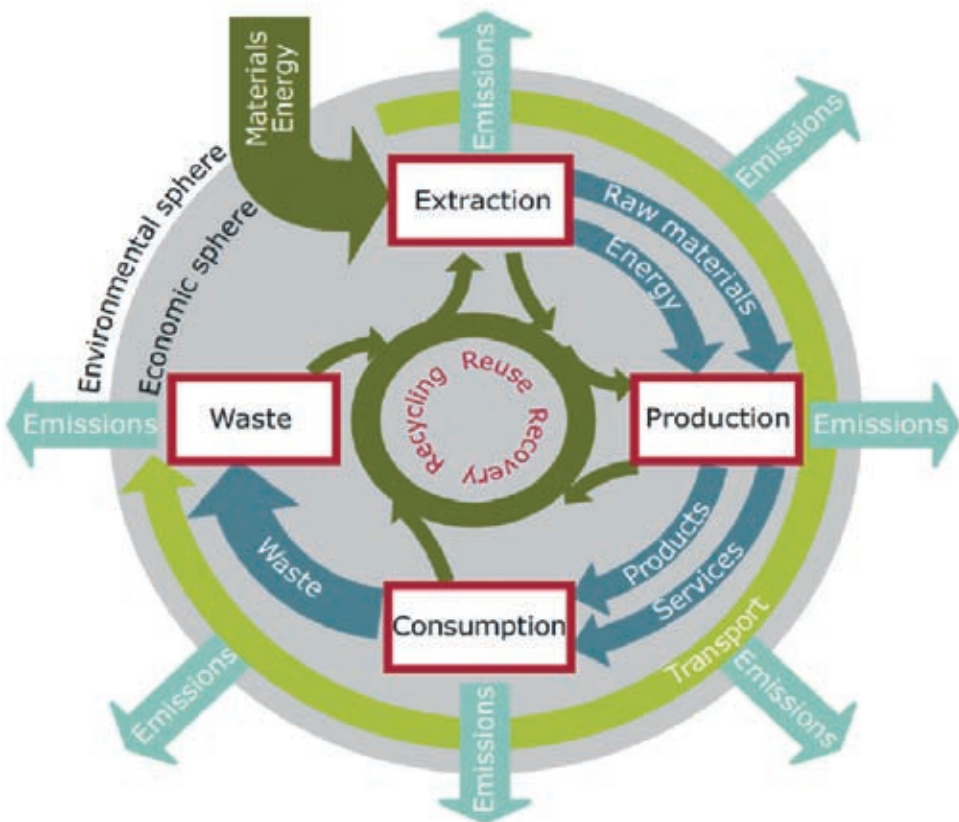 Materials
Energy
Emissions
Emissions
Environmental sphere
Economic sphere
Extraction
Raw materials
Energy
Emissions
Waste
Recycling Reuse Recovery
Production
Emissions
Waste
Products
Services
Consumption
Transport
Emissions
Emissions
Emissions